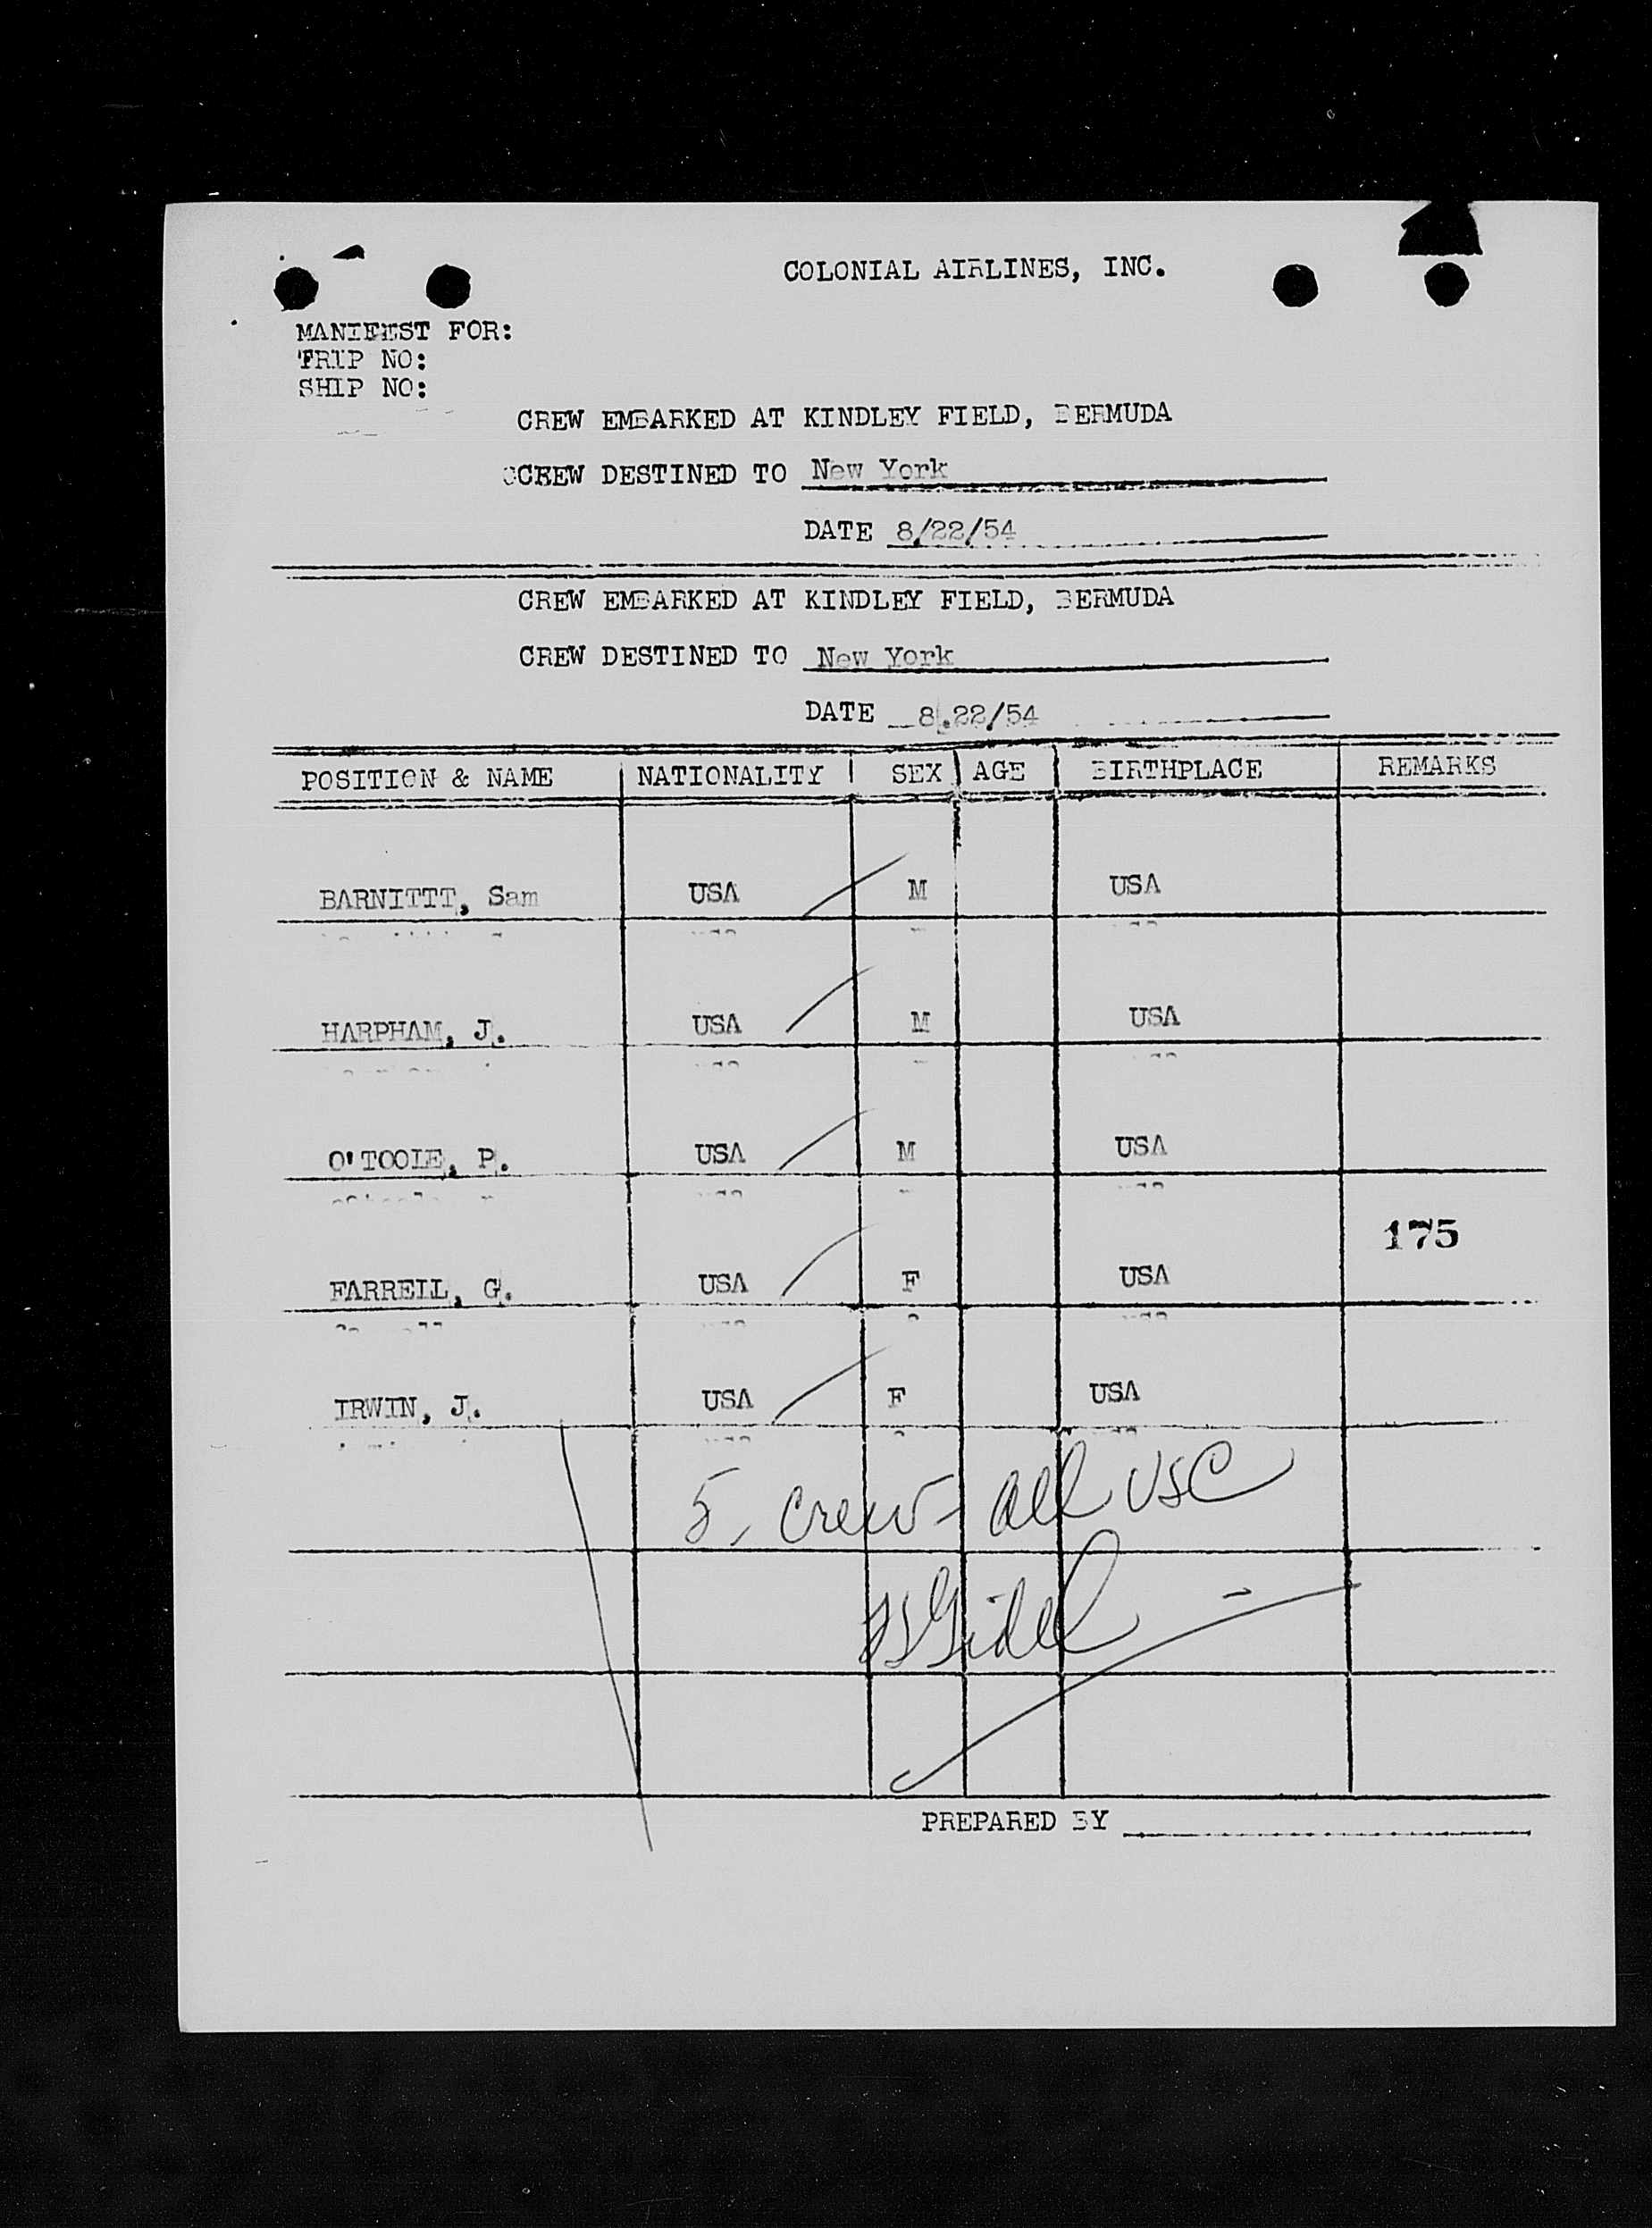 COLONIAL AIRLINES, INC.
MANIFEST FOR:
TRIP NO:
SHIP NO:
CREW EMBARKED AT KINDLEY FIELD, BERMUDA
CREW DESTINED TO New York
DATE 8/22/54
CREW EMBARKED AT KINDLEY FIELD, BERMUDA
CREW DESTINED TO New York
DATE 8.22/54
POSITION & NAME NATIONALITY SEX AGE BIRTHPLACE REMARKS
BARNITTT, Sam USA M USA
HARPHAM, J. USA M USA
O'TOOLE, P. USA M USA
175
FARRELL, G. USA F USA
IRWIN, J. USA F USA
5, Crew - all USC
PREPARED BY